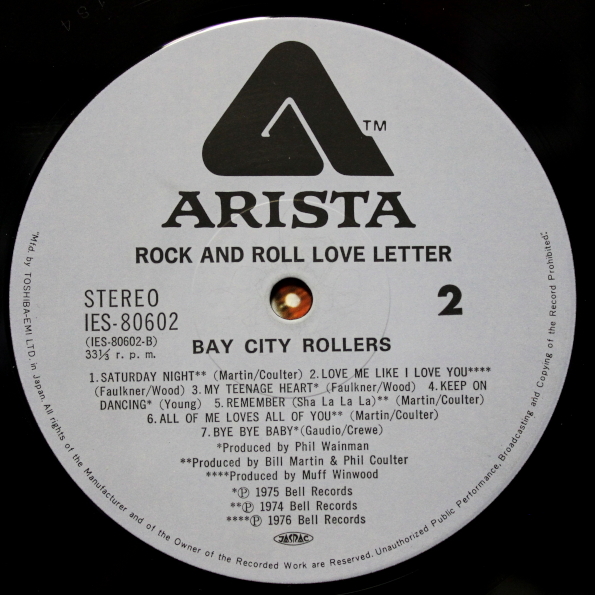 TM
ARISTA
ROCK AND ROLL LOVE LETTER
STEREO
IES-80602
(IES-80602-B)
33⅓ r. p. m.
2
BAY CITY ROLLERS
1.SATURDAY NIGHT** (Martin/Coulter) 2.LOVE ME LIKE I LOVE YOU****
(Faulkner/Wood) 3.MY TEENAGE HEART* (Faulkner/Wood) 4.KEEP ON
DANCING* (Young) 5.REMEMBER (Sha La La La)** (Martin/Coulter)
6.ALL OF ME LOVES ALL OF YOU** (Martin/Coulter)
7.BYE BYE BABY*(Gaudio/Crewe)
*Produced by Phil Wainman
**Produced by Bill Martin & Phil Coulter
****Produced by Muff Winwood
*Ⓟ 1975 Bell Records
**Ⓟ 1974 Bell Records
****Ⓟ 1976 Bell Records
JASRAC
"Mfd. by TOSHIBA-EMI LTD. in Japan. All rights of the Manufacturer and of the Owner of the Recorded Work are Reserved. Unauthorized Public Performance, Broadcasting and Copying of the Record Prohibited."